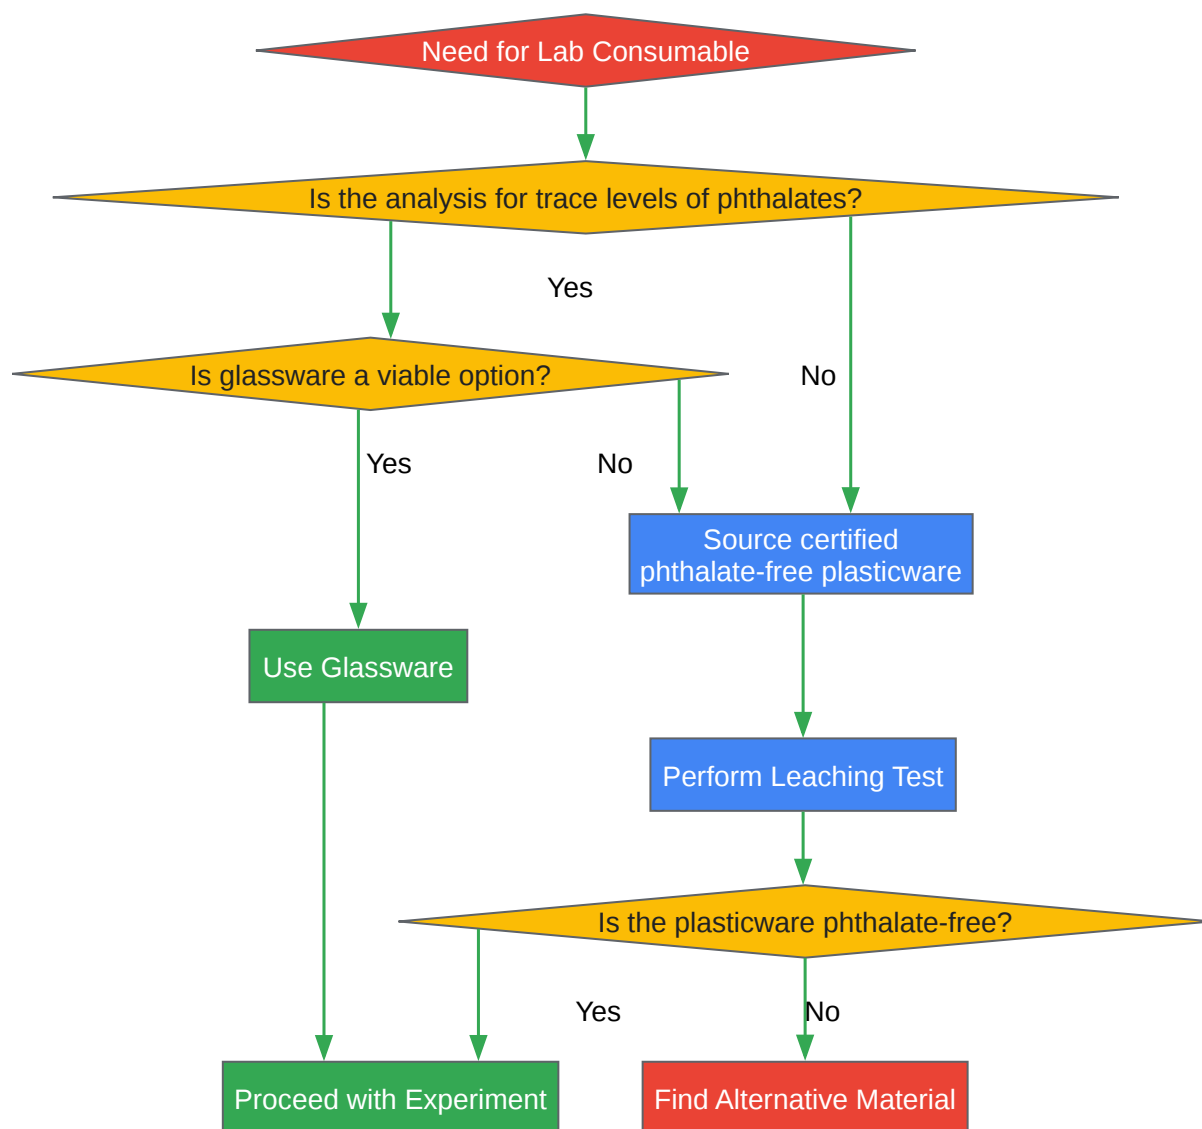 Need for Lab Consumable
Is the analysis for trace levels of phthalates?
Yes
Is glassware a viable option?
No
Yes
No
Source certified
phthalate-free plasticware
Use Glassware
Perform Leaching Test
Is the plasticware phthalate-free?
Yes
No
Proceed with Experiment
Find Alternative Material